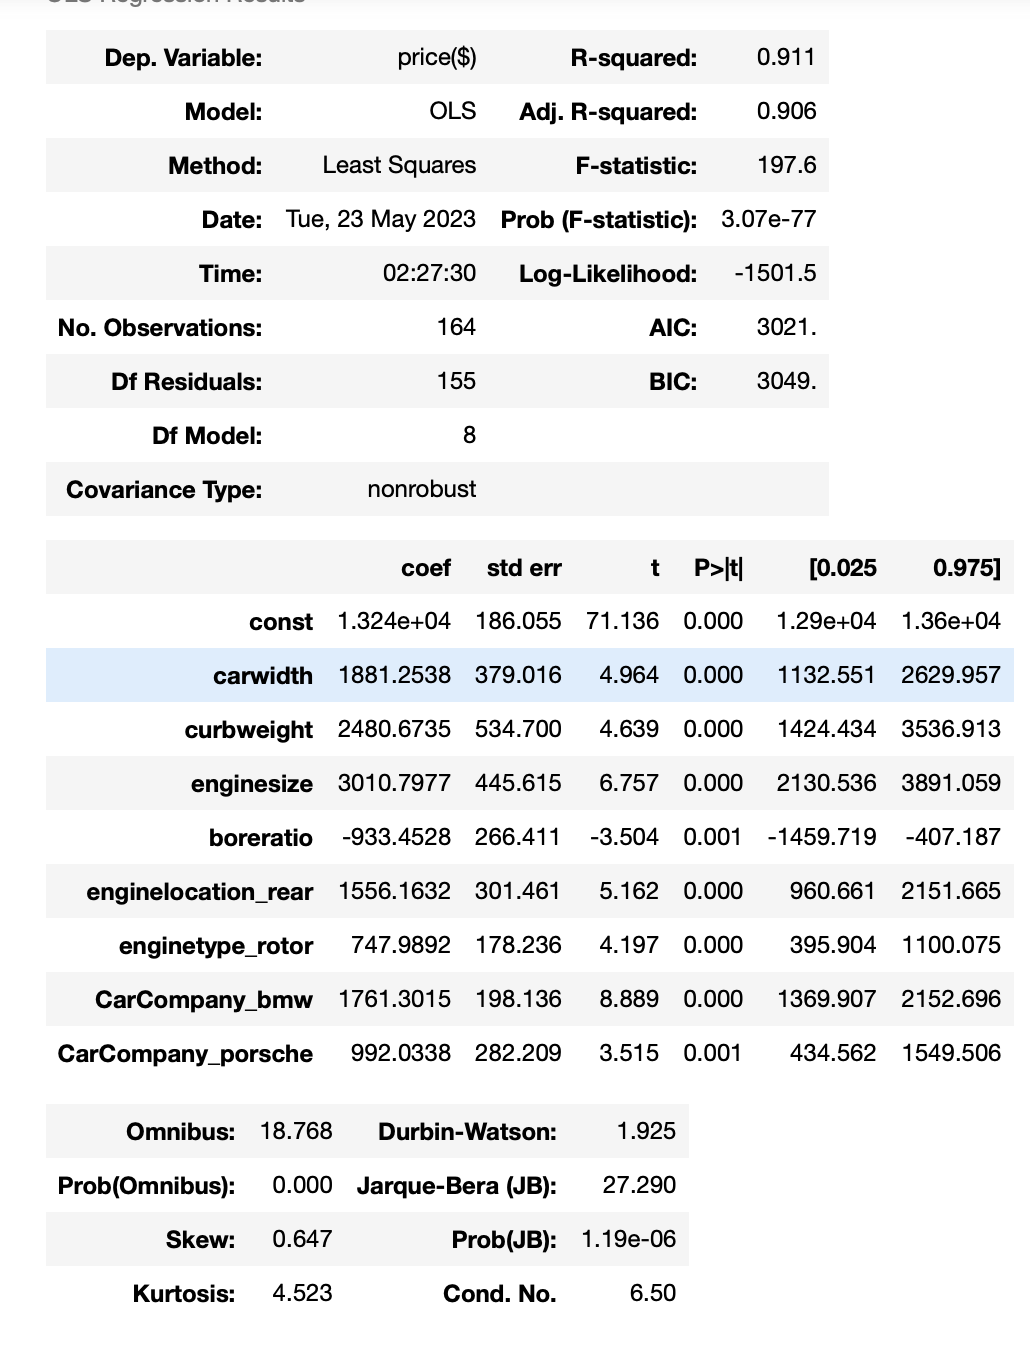 OLS Regression Results
Dep. Variable: price($) R-squared: 0.911
Model: OLS Adj. R-squared: 0.906
Method: Least Squares F-statistic: 197.6
Date: Tue, 23 May 2023 Prob (F-statistic): 3.07e-77
Time: 02:27:30 Log-Likelihood: -1501.5
No. Observations: 164 AIC: 3021.
Df Residuals: 155 BIC: 3049.
Df Model: 8
Covariance Type: nonrobust
coef std err t P>|t| [0.025 0.975]
const 1.324e+04 186.055 71.136 0.000 1.29e+04 1.36e+04
carwidth 1881.2538 379.016 4.964 0.000 1132.551 2629.957
curbweight 2480.6735 534.700 4.639 0.000 1424.434 3536.913
enginesize 3010.7977 445.615 6.757 0.000 2130.536 3891.059
boreratio -933.4528 266.411 -3.504 0.001 -1459.719 -407.187
enginelocation_rear 1556.1632 301.461 5.162 0.000 960.661 2151.665
enginetype_rotor 747.9892 178.236 4.197 0.000 395.904 1100.075
CarCompany_bmw 1761.3015 198.136 8.889 0.000 1369.907 2152.696
CarCompany_porsche 992.0338 282.209 3.515 0.001 434.562 1549.506
Omnibus: 18.768 Durbin-Watson: 1.925
Prob(Omnibus): 0.000 Jarque-Bera (JB): 27.290
Skew: 0.647 Prob(JB): 1.19e-06
Kurtosis: 4.523 Cond. No. 6.50